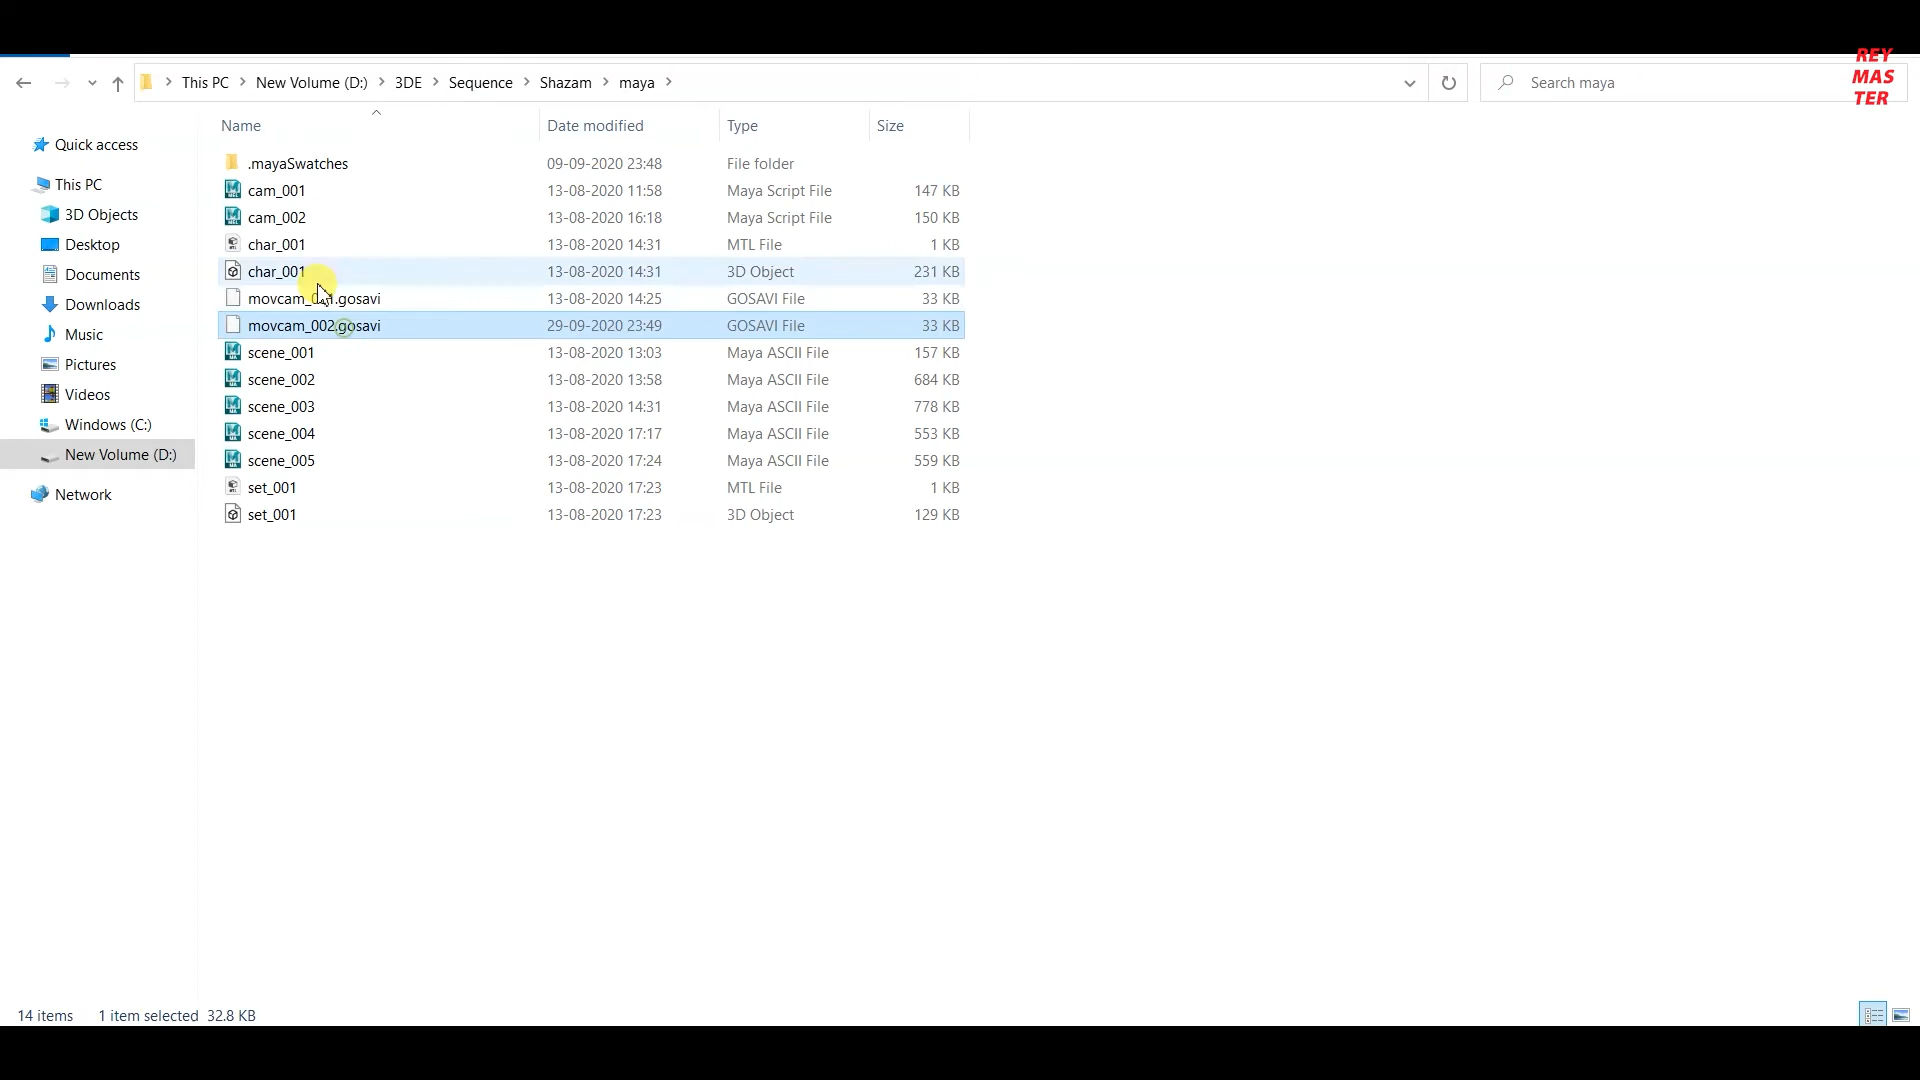 REY
MAS
TER
This PC
New Volume (D:)
3DE
Sequence
Shazam
maya
Search maya
Name
Date modified
Type
Size
Quick access
This PC
3D Objects
Desktop
Documents
Downloads
Music
Pictures
Videos
Windows (C:)
New Volume (D:)
Network
.mayaSwatches 09-09-2020 23:48 File folder
cam_001 13-08-2020 11:58 Maya Script File 147 KB
cam_002 13-08-2020 16:18 Maya Script File 150 KB
char_001 13-08-2020 14:31 MTL File 1 KB
char_001 13-08-2020 14:31 3D Object 231 KB
movcam_001.gosavi 13-08-2020 14:25 GOSAVI File 33 KB
movcam_002.gosavi 29-09-2020 23:49 GOSAVI File 33 KB
scene_001 13-08-2020 13:03 Maya ASCII File 157 KB
scene_002 13-08-2020 13:58 Maya ASCII File 684 KB
scene_003 13-08-2020 14:31 Maya ASCII File 778 KB
scene_004 13-08-2020 17:17 Maya ASCII File 553 KB
scene_005 13-08-2020 17:24 Maya ASCII File 559 KB
set_001 13-08-2020 17:23 MTL File 1 KB
set_001 13-08-2020 17:23 3D Object 129 KB
14 items 1 item selected 32.8 KB